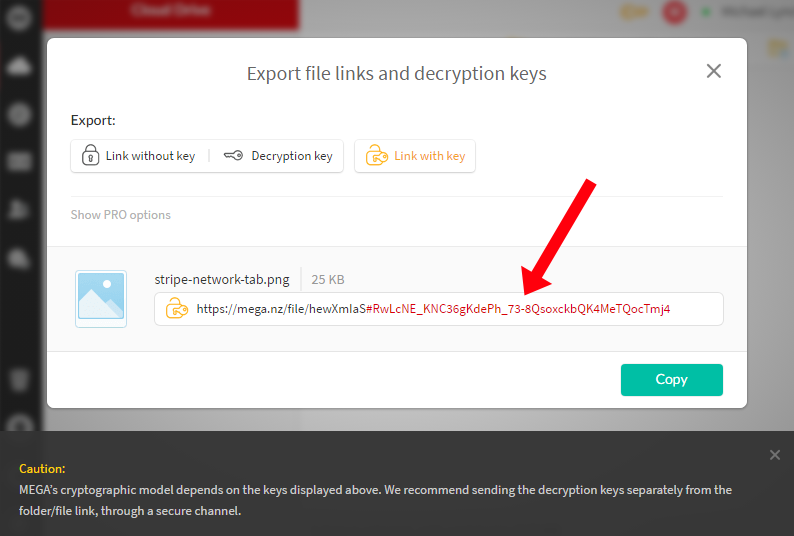 Cloud Drive
Export file links and decryption keys
Export:
Link without key
Decryption key
Link with key
Show PRO options
stripe-network-tab.png
25 KB
https://mega.nz/file/hewXmIaS#RwLcNE_KNC36gKdePh_73-8QsoxckbQK4MeTQocTmj4
Copy
Caution:
MEGA's cryptographic model depends on the keys displayed above. We recommend sending the decryption keys separately from the
folder/file link, through a secure channel.